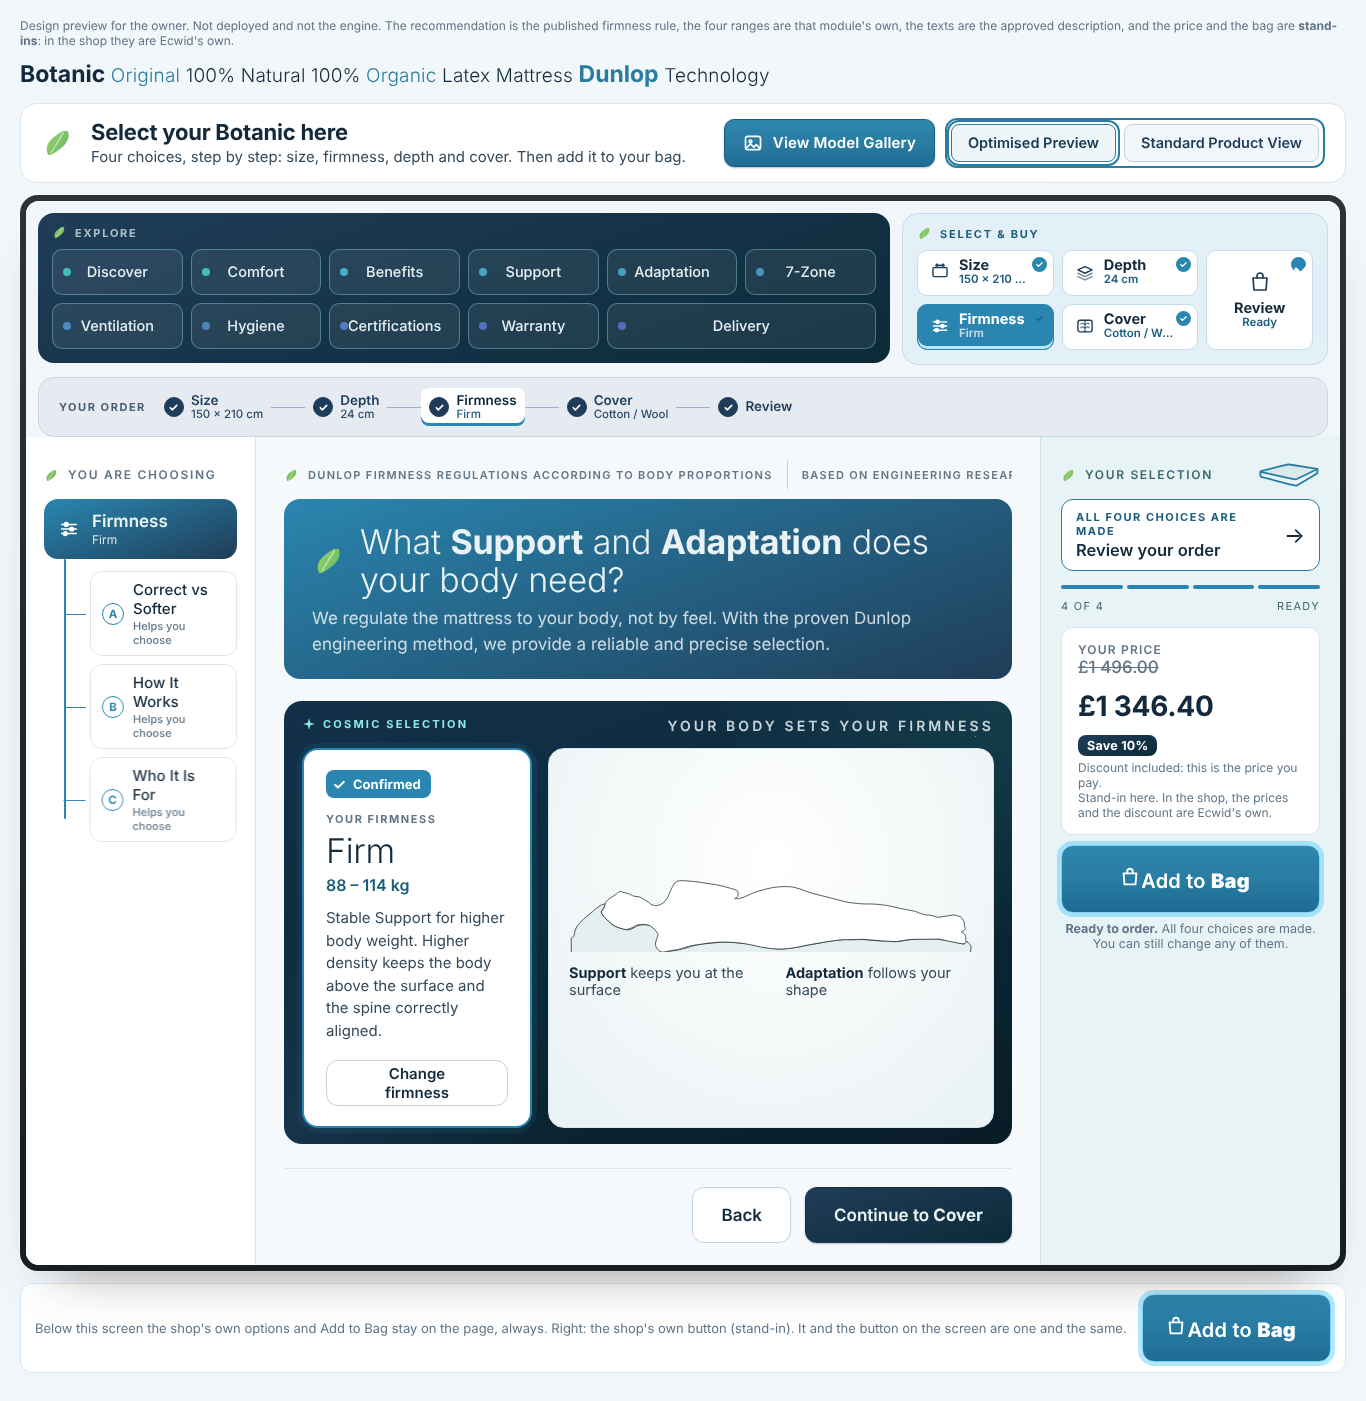 Design preview for the owner. Not deployed and not the engine. The recommendation is the published firmness rule, the four ranges are that module's own, the texts are the approved description, and the price and the bag are stand-
ins: in the shop they are Ecwid's own.
Botanic Original 100% Natural 100% Organic Latex Mattress Dunlop Technology
Select your Botanic here
Four choices, step by step: size, firmness, depth and cover. Then add it to your bag.
View Model Gallery
Optimised Preview
Standard Product View
EXPLORE
Discover
Comfort
Benefits
Support
Adaptation
7-Zone
Ventilation
Hygiene
Certifications
Warranty
Delivery
SELECT & BUY
Size
150 × 210 ...
Depth
24 cm
Firmness
Firm
Cover
Cotton / W...
Review
Ready
YOUR ORDER
Size
150 × 210 cm
Depth
24 cm
Firmness
Firm
Cover
Cotton / Wool
Review
YOU ARE CHOOSING
Firmness
Firm
A
Correct vs
Softer
Helps you
choose
B
How It
Works
Helps you
choose
C
Who It Is
For
Helps you
choose
DUNLOP FIRMNESS REGULATIONS ACCORDING TO BODY PROPORTIONS
BASED ON ENGINEERING RESEAR
What Support and Adaptation does
your body need?
We regulate the mattress to your body, not by feel. With the proven Dunlop
engineering method, we provide a reliable and precise selection.
COSMIC SELECTION
YOUR BODY SETS YOUR FIRMNESS
Confirmed
YOUR FIRMNESS
Firm
88 – 114 kg
Stable Support for higher
body weight. Higher
density keeps the body
above the surface and
the spine correctly
aligned.
Change
firmness
Support keeps you at the
surface
Adaptation follows your
shape
Back
Continue to Cover
YOUR SELECTION
ALL FOUR CHOICES ARE
MADE
Review your order
4 OF 4
READY
YOUR PRICE
£1 496.00
£1 346.40
Save 10%
Discount included: this is the price you
pay.
Stand-in here. In the shop, the prices
and the discount are Ecwid's own.
Add to Bag
Ready to order. All four choices are made.
You can still change any of them.
Below this screen the shop's own options and Add to Bag stay on the page, always. Right: the shop's own button (stand-in). It and the button on the screen are one and the same.
Add to Bag